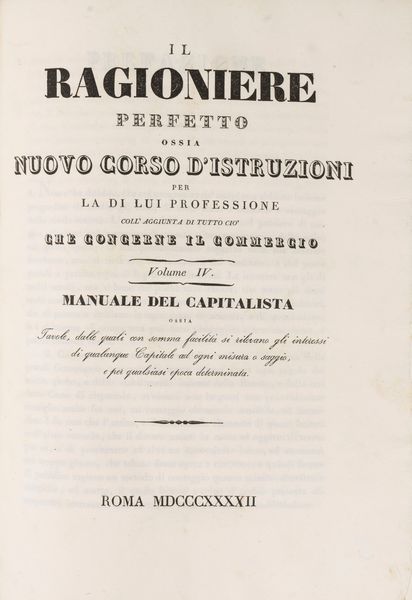 IL
RAGIONIERE
PERFETTO
OSSIA
NUOVO CORSO D'ISTRUZIONI
PER
LA DI LUI PROFESSIONE
COLL' AGGIUNTA DI TUTTO CIO'
CHE CONCERNE IL COMMERCIO
Volume IV.
MANUALE DEL CAPITALISTA
OSSIA
Tavole, dalle quali con somma facilità si rilevano gli interessi
di qualunque Capitale ad ogni misura o saggio,
e per qualsiasi epoca determinata.
ROMA MDCCCXXXXII